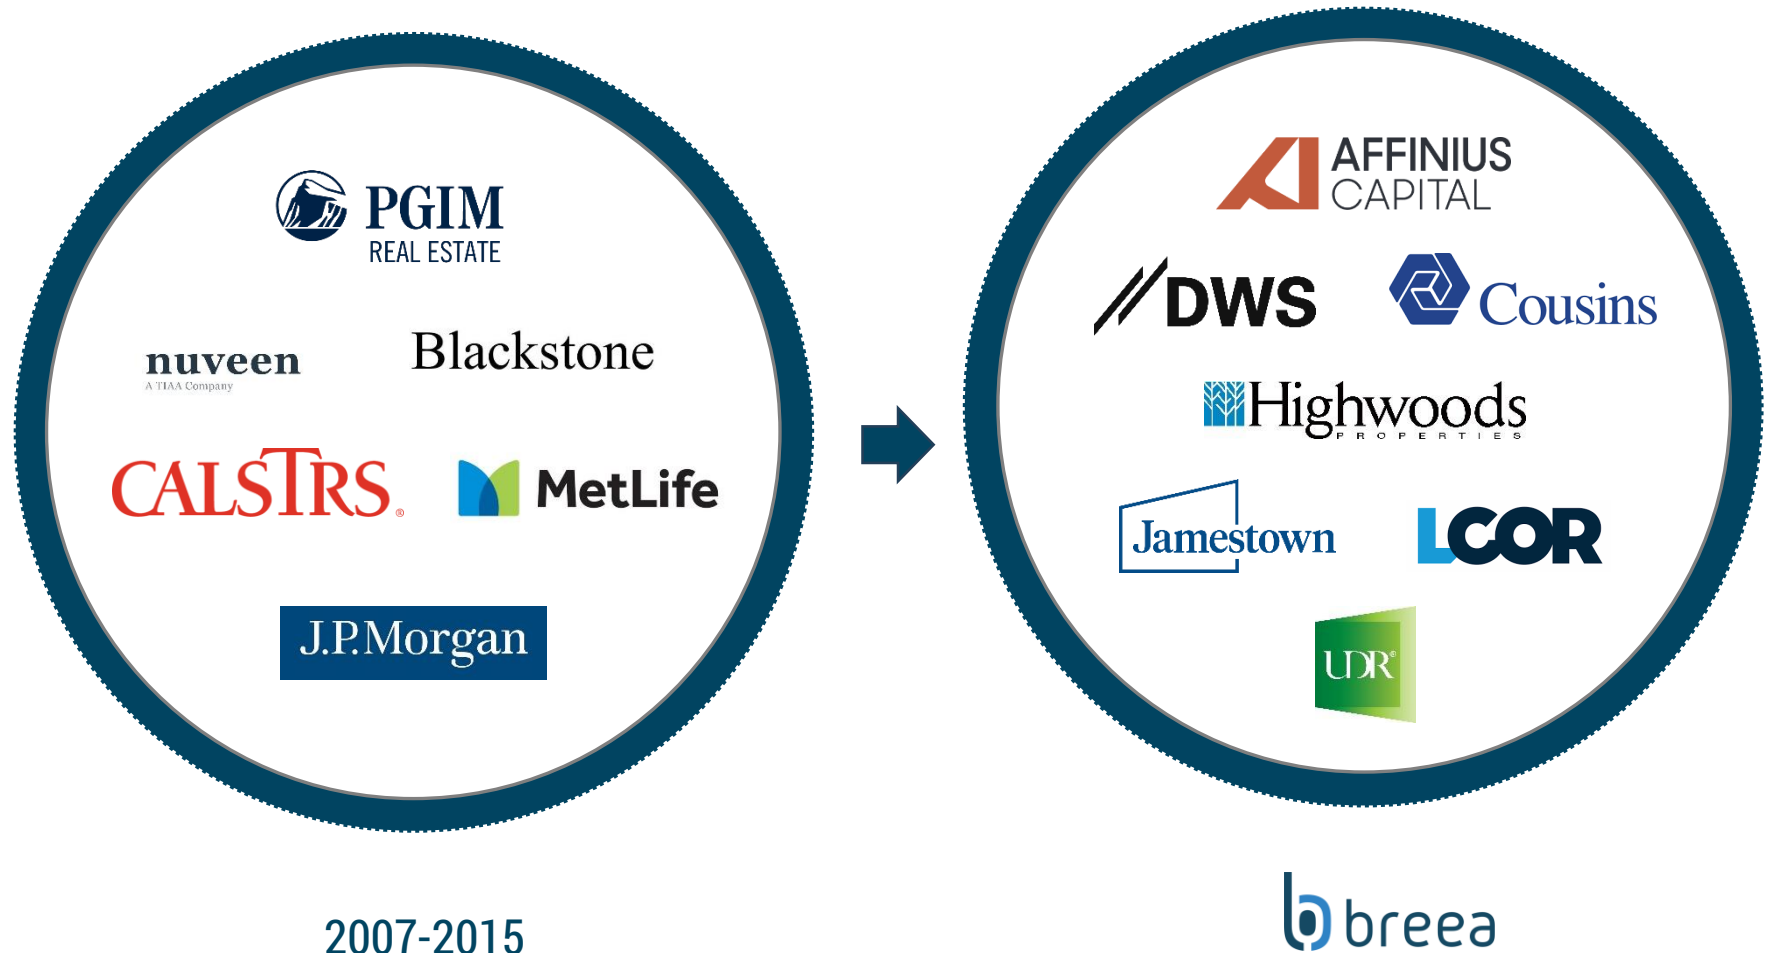 PGIM
REAL ESTATE
nuveen
A TIAA Company
Blackstone
CALSTRS®
MetLife
J.P.Morgan
2007-2015
AFFINIUS
CAPITAL
DWS
Cousins
Highwoods
PROPERTIES
Jamestown
LCOR
UDR®
breea